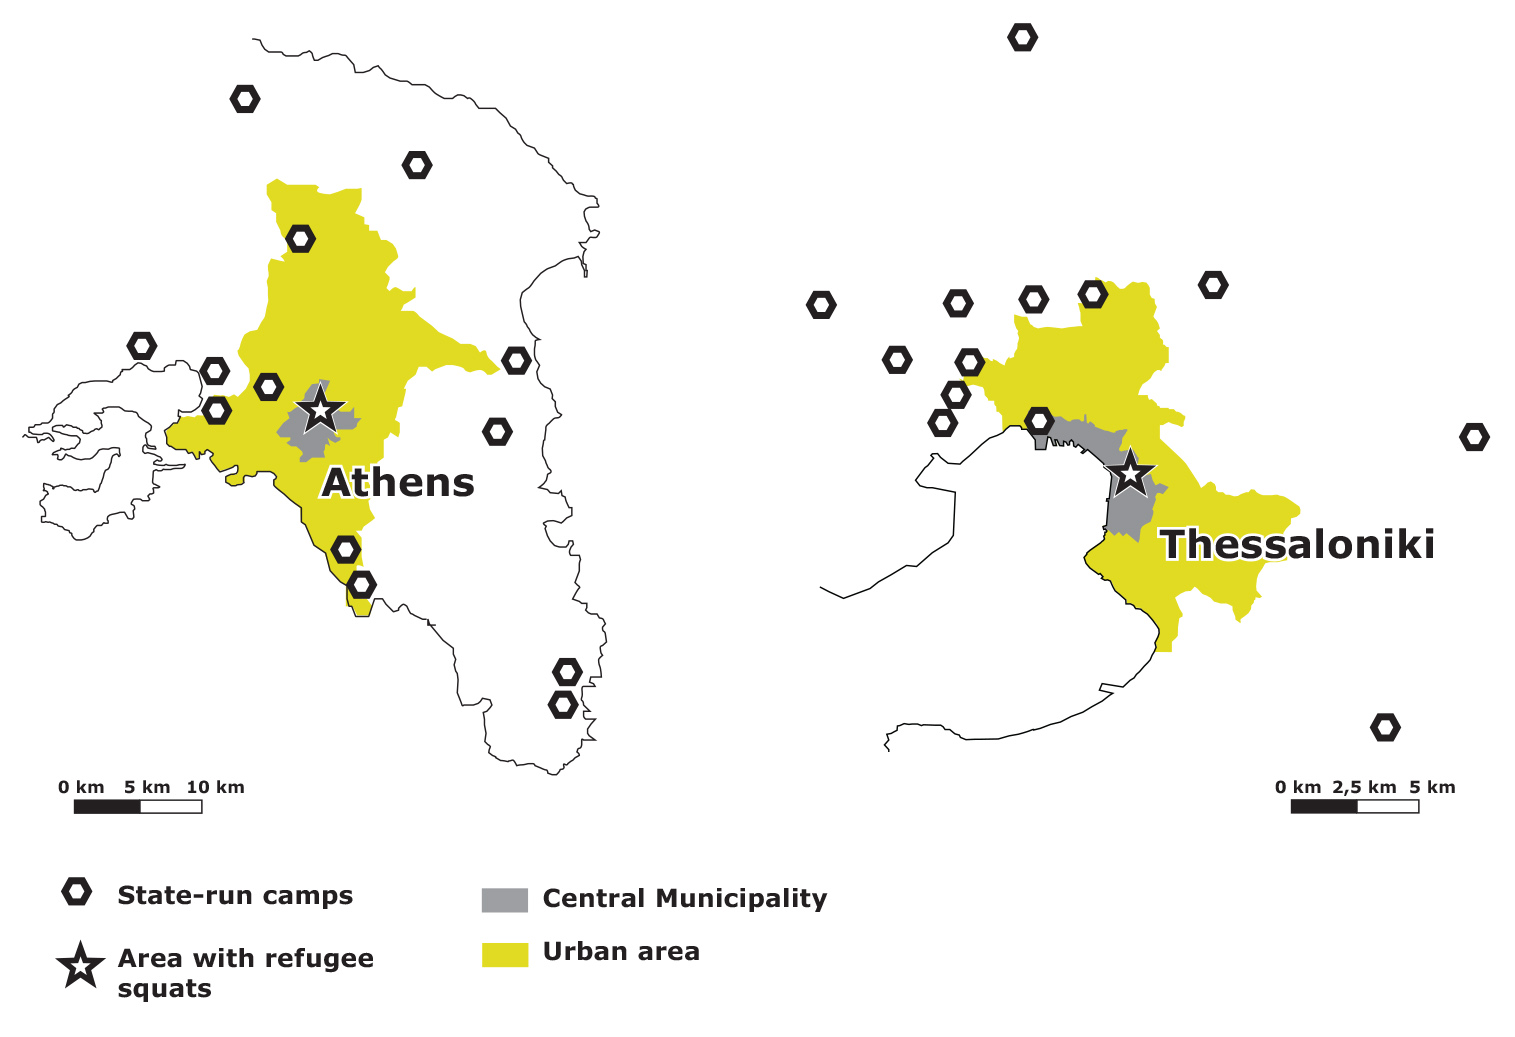 Athens
Thessaloniki
0 km 5 km 10 km
0 km 2,5 km 5 km
State-run camps
Area with refugee
squats
Central Municipality
Urban area